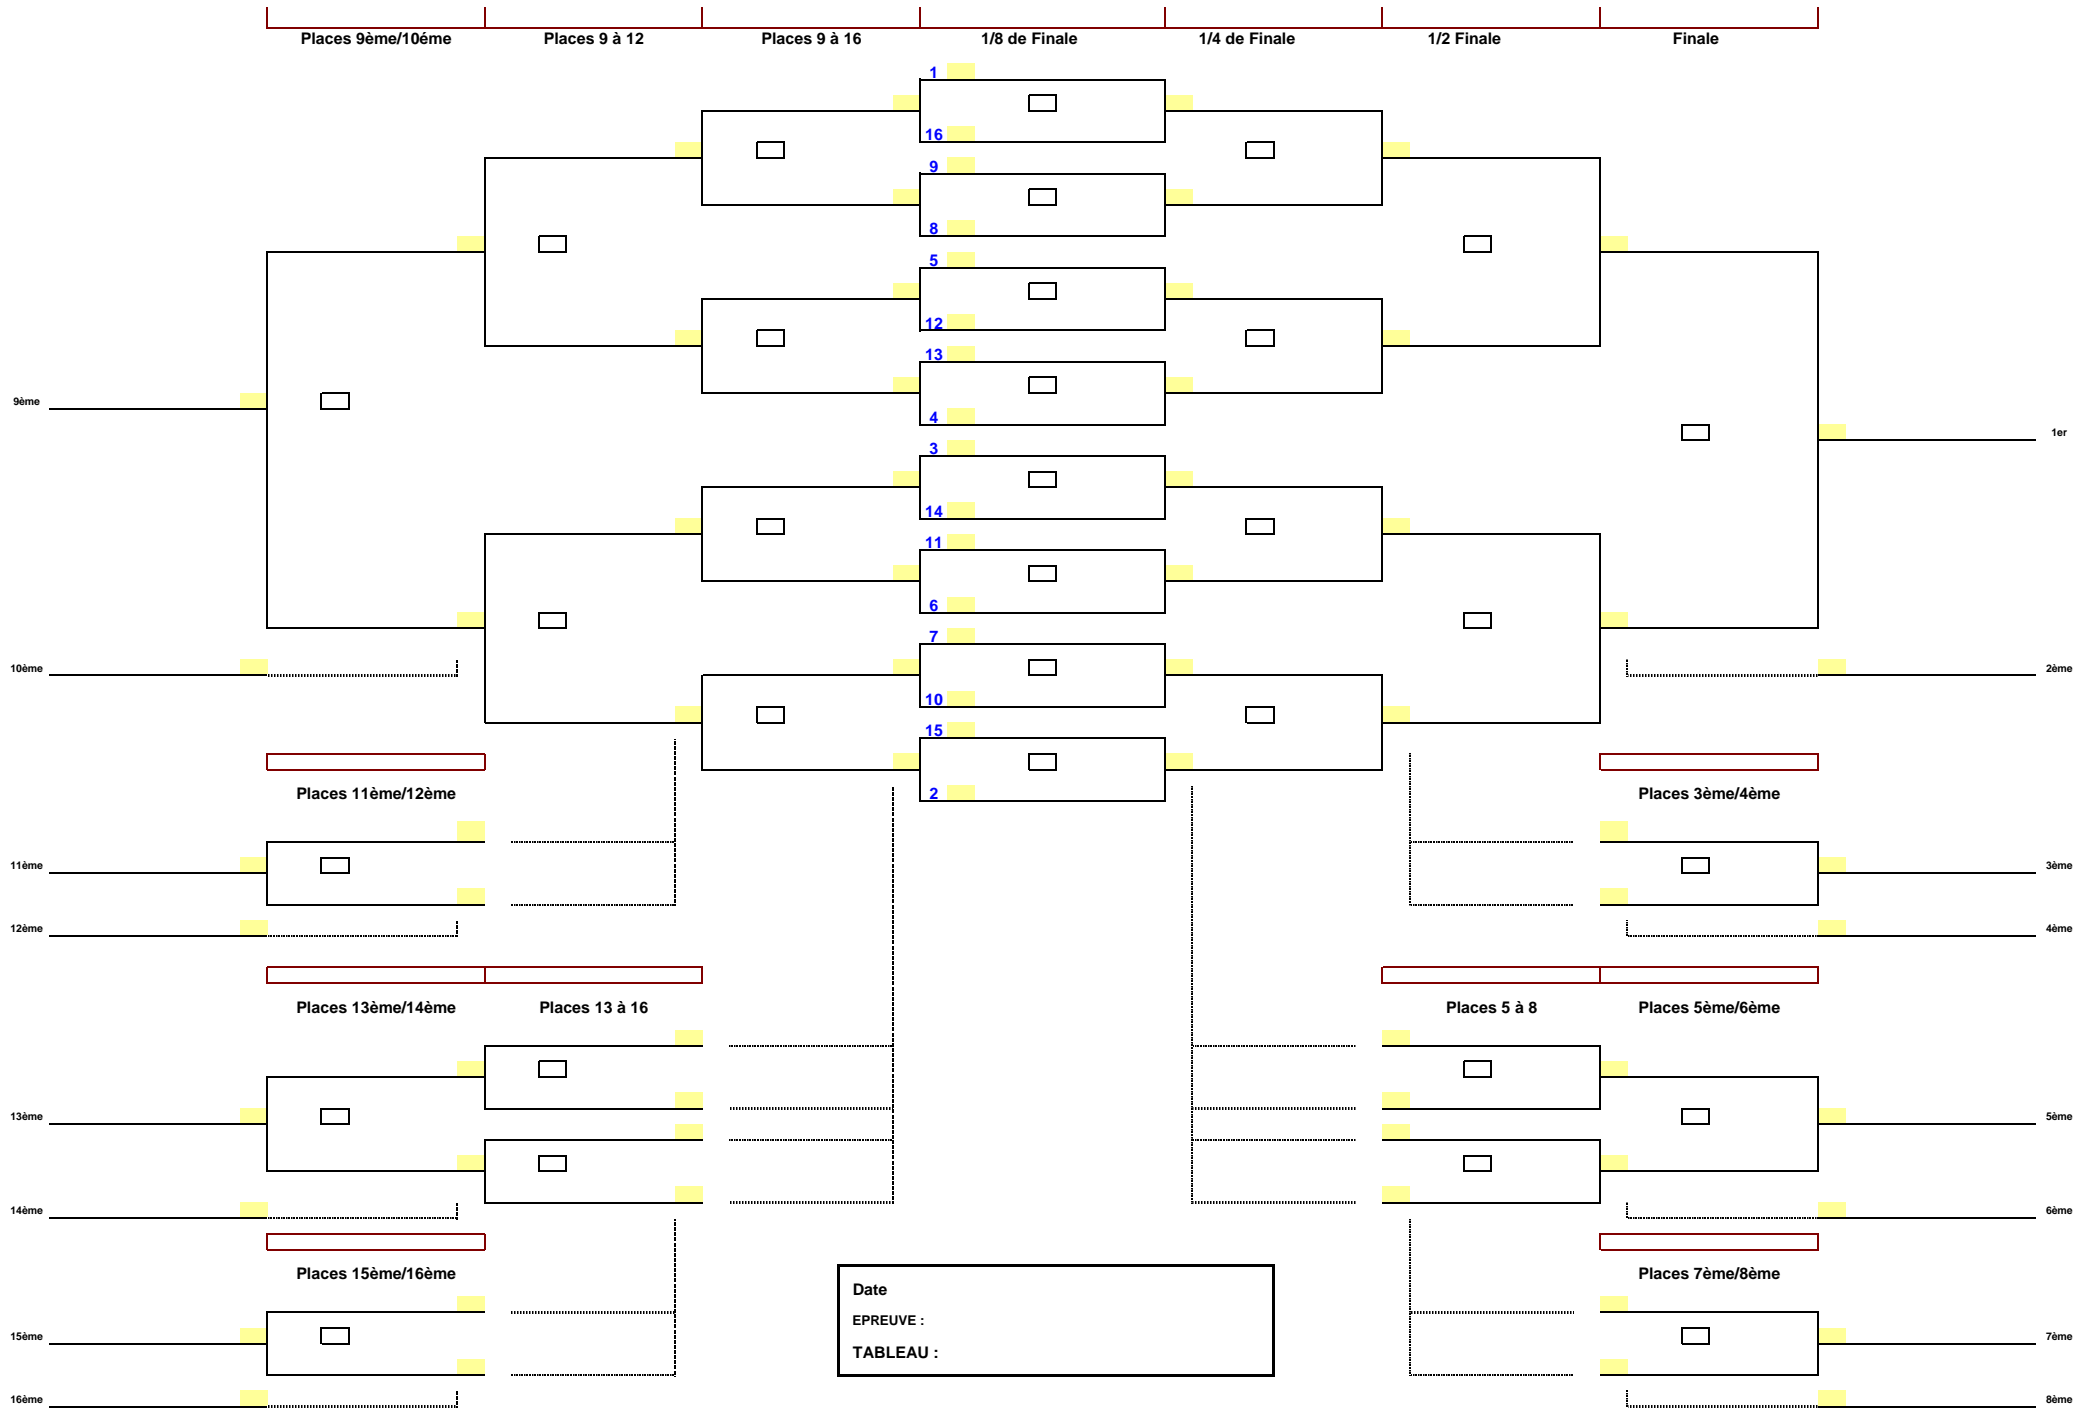 Places 9ème/10éme Places 9 à 12 Places 9 à 16 1/8 de Finale 1/4 de Finale 1/2 Finale Finale
1
16
9
8
5
12
13
9ème
4
1er
3
14
11
6
7
10ème 2ème
10
15
Places 11ème/12ème 2 Places 3ème/4ème
11ème 3ème
12ème 4ème
Places 13ème/14ème Places 13 à 16 Places 5 à 8 Places 5ème/6ème
13ème 5ème
14ème 6ème
Places 15ème/16ème Places 7ème/8ème
Date
EPREUVE :
15ème 7ème
TABLEAU :
16ème 8ème